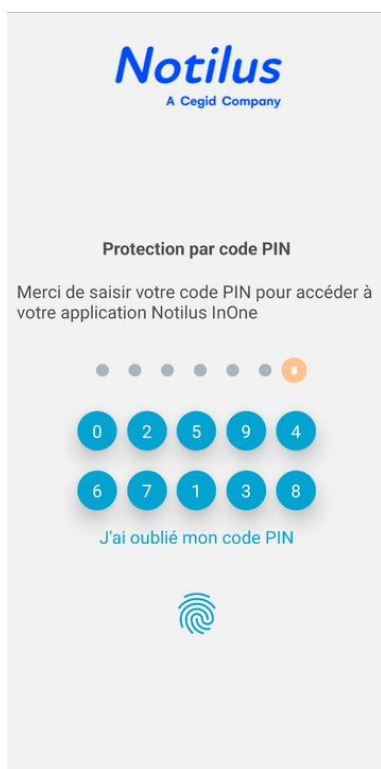 Notilus
A Cegid Company
Protection par code PIN
Merci de saisir votre code PIN pour accéder à
votre application Notilus InOne
0 2 5 9 4
6 7 1 3 8
J'ai oublié mon code PIN